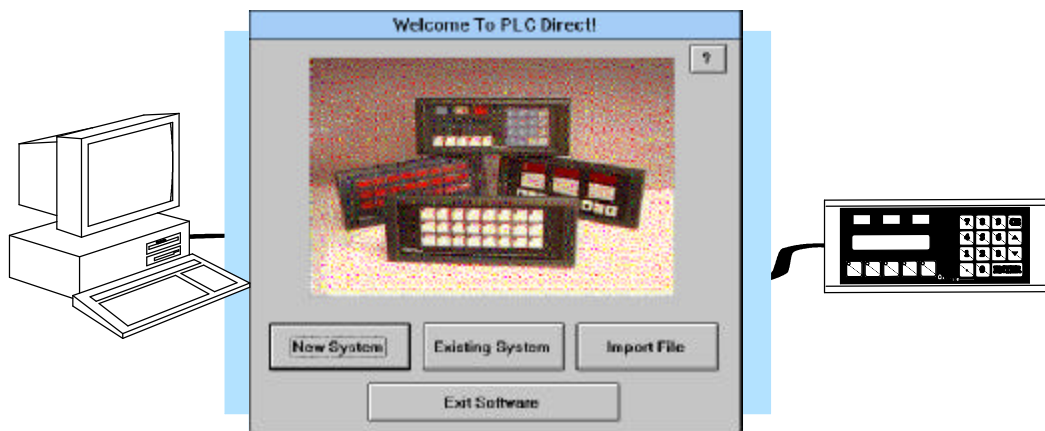 Welcome To PLC Direct!
?
New System
Existing System
Import File
Exit Software